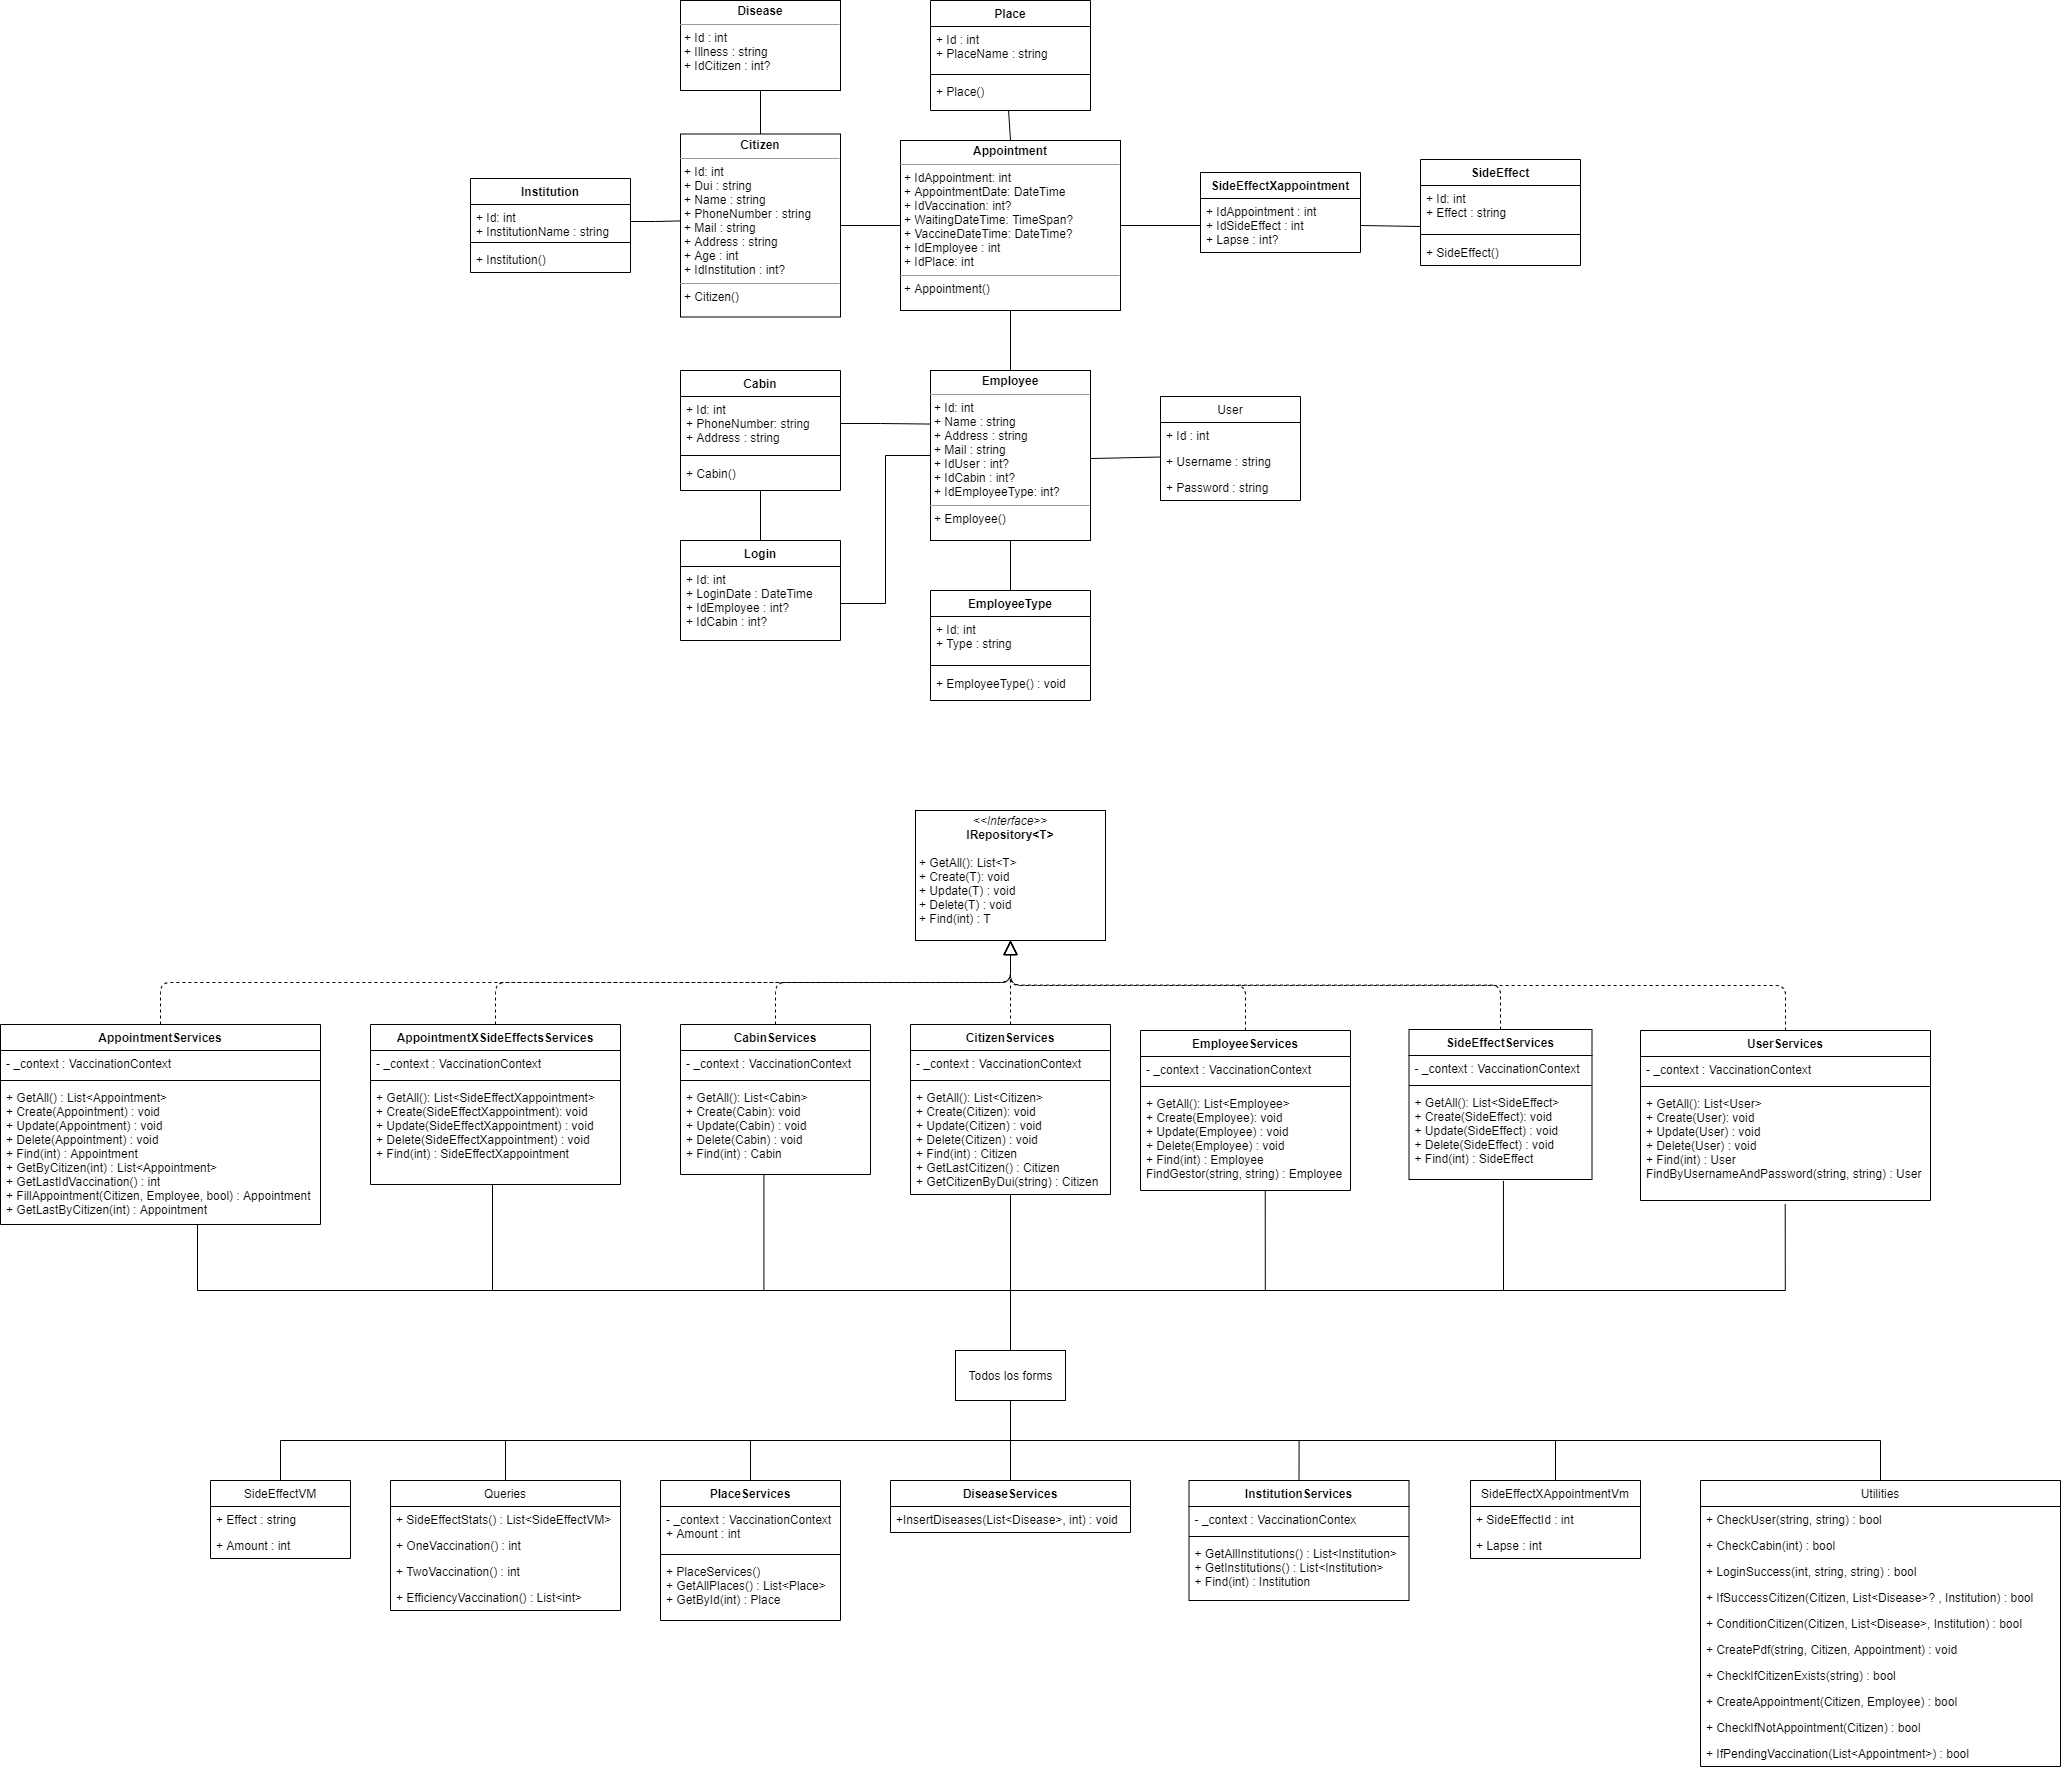 Disease
+ Id : int
+ Illness : string
+ IdCitizen : int?
Place
+ Id : int
+ PlaceName : string
+ Place()
Institution
+ Id: int
+ InstitutionName : string
+ Institution()
Citizen
+ Id: int
+ Dui : string
+ Name : string
+ PhoneNumber : string
+ Mail : string
+ Address : string
+ Age : int
+ IdInstitution : int?
+ Citizen()
Appointment
+ IdAppointment: int
+ AppointmentDate: DateTime
+ IdVaccination: int?
+ WaitingDateTime: TimeSpan?
+ VaccineDateTime: DateTime?
+ IdEmployee : int
+ IdPlace: int
+ Appointment()
SideEffectXappointment
+ IdAppointment : int
+ IdSideEffect : int
+ Lapse : int?
SideEffect
+ Id: int
+ Effect : string
+ SideEffect()
Cabin
+ Id: int
+ PhoneNumber: string
+ Address : string
+ Cabin()
Employee
+ Id: int
+ Name : string
+ Address : string
+ Mail : string
+ IdUser : int?
+ IdCabin : int?
+ IdEmployeeType: int?
+ Employee()
User
+ Id : int
+ Username : string
+ Password : string
Login
+ Id: int
+ LoginDate : DateTime
+ IdEmployee : int?
+ IdCabin : int?
EmployeeType
+ Id: int
+ Type : string
+ EmployeeType() : void
<<Interface>>
IRepository<T>
+ GetAll(): List<T>
+ Create(T): void
+ Update(T) : void
+ Delete(T) : void
+ Find(int) : T
AppointmentServices
- _context : VaccinationContext
+ GetAll() : List<Appointment>
+ Create(Appointment) : void
+ Update(Appointment) : void
+ Delete(Appointment) : void
+ Find(int) : Appointment
+ GetByCitizen(int) : List<Appointment>
+ GetLastIdVaccination() : int
+ FillAppointment(Citizen, Employee, bool) : Appointment
+ GetLastByCitizen(int) : Appointment
AppointmentXSideEffectsServices
- _context : VaccinationContext
+ GetAll(): List<SideEffectXappointment>
+ Create(SideEffectXappointment): void
+ Update(SideEffectXappointment) : void
+ Delete(SideEffectXappointment) : void
+ Find(int) : SideEffectXappointment
CabinServices
- _context : VaccinationContext
+ GetAll(): List<Cabin>
+ Create(Cabin): void
+ Update(Cabin) : void
+ Delete(Cabin) : void
+ Find(int) : Cabin
CitizenServices
- _context : VaccinationContext
+ GetAll(): List<Citizen>
+ Create(Citizen): void
+ Update(Citizen) : void
+ Delete(Citizen) : void
+ Find(int) : Citizen
+ GetLastCitizen() : Citizen
+ GetCitizenByDui(string) : Citizen
EmployeeServices
- _context : VaccinationContext
+ GetAll(): List<Employee>
+ Create(Employee): void
+ Update(Employee) : void
+ Delete(Employee) : void
+ Find(int) : Employee
FindGestor(string, string) : Employee
SideEffectServices
- _context : VaccinationContext
+ GetAll(): List<SideEffect>
+ Create(SideEffect): void
+ Update(SideEffect) : void
+ Delete(SideEffect) : void
+ Find(int) : SideEffect
UserServices
- _context : VaccinationContext
+ GetAll(): List<User>
+ Create(User): void
+ Update(User) : void
+ Delete(User) : void
+ Find(int) : User
FindByUsernameAndPassword(string, string) : User
Todos los forms
SideEffectVM
+ Effect : string
+ Amount : int
Queries
+ SideEffectStats() : List<SideEffectVM>
+ OneVaccination() : int
+ TwoVaccination() : int
+ EfficiencyVaccination() : List<int>
PlaceServices
- _context : VaccinationContext
+ Amount : int
+ PlaceServices()
+ GetAllPlaces() : List<Place>
+ GetById(int) : Place
DiseaseServices
+InsertDiseases(List<Disease>, int) : void
InstitutionServices
- _context : VaccinationContex
+ GetAllInstitutions() : List<Institution>
+ GetInstitutions() : List<Institution>
+ Find(int) : Institution
SideEffectXAppointmentVm
+ SideEffectId : int
+ Lapse : int
Utilities
+ CheckUser(string, string) : bool
+ CheckCabin(int) : bool
+ LoginSuccess(int, string, string) : bool
+ IfSuccessCitizen(Citizen, List<Disease>? , Institution) : bool
+ ConditionCitizen(Citizen, List<Disease>, Institution) : bool
+ CreatePdf(string, Citizen, Appointment) : void
+ CheckIfCitizenExists(string) : bool
+ CreateAppointment(Citizen, Employee) : bool
+ CheckIfNotAppointment(Citizen) : bool
+ IfPendingVaccination(List<Appointment>) : bool